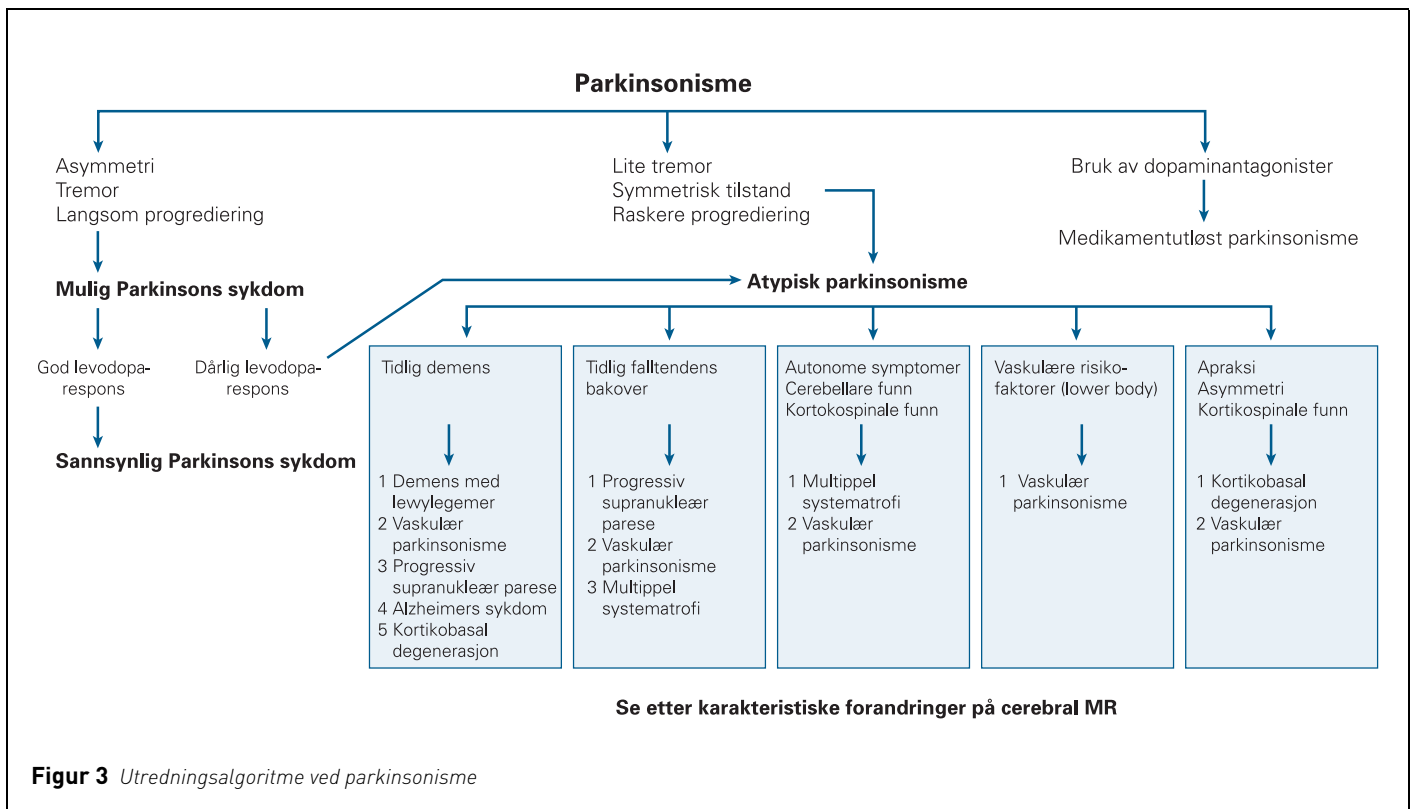 Parkinsonisme
Asymmetri
Tremor
Langsom progrediering
Lite tremor
Symmetrisk tilstand
Raskere progrediering
Bruk av dopaminantagonister
Medikamentutløst parkinsonisme
Mulig Parkinsons sykdom
Atypisk parkinsonisme
God levodopa-
respons
Dårlig levodopa-
respons
Sannsynlig Parkinsons sykdom
Tidlig demens
1 Demens med
lewylegemer
2 Vaskulær
parkinsonisme
3 Progressiv
supranukleær parese
4 Alzheimers sykdom
5 Kortikobasal
degenerasjon
Tidlig falltendens
bakover
1 Progressiv
supranukleær
parese
2 Vaskulær
parkinsonisme
3 Multippel
systematrofi
Autonome symptomer
Cerebellare funn
Kortokospinale funn
1 Multippel
systematrofi
2 Vaskulær
parkinsonisme
Vaskulære risiko-
faktorer (lower body)
1 Vaskulær
parkinsonisme
Apraksi
Asymmetri
Kortikospinale funn
1 Kortikobasal
degenerasjon
2 Vaskulær
parkinsonisme
Se etter karakteristiske forandringer på cerebral MR
Figur 3 Utredningsalgoritme ved parkinsonisme